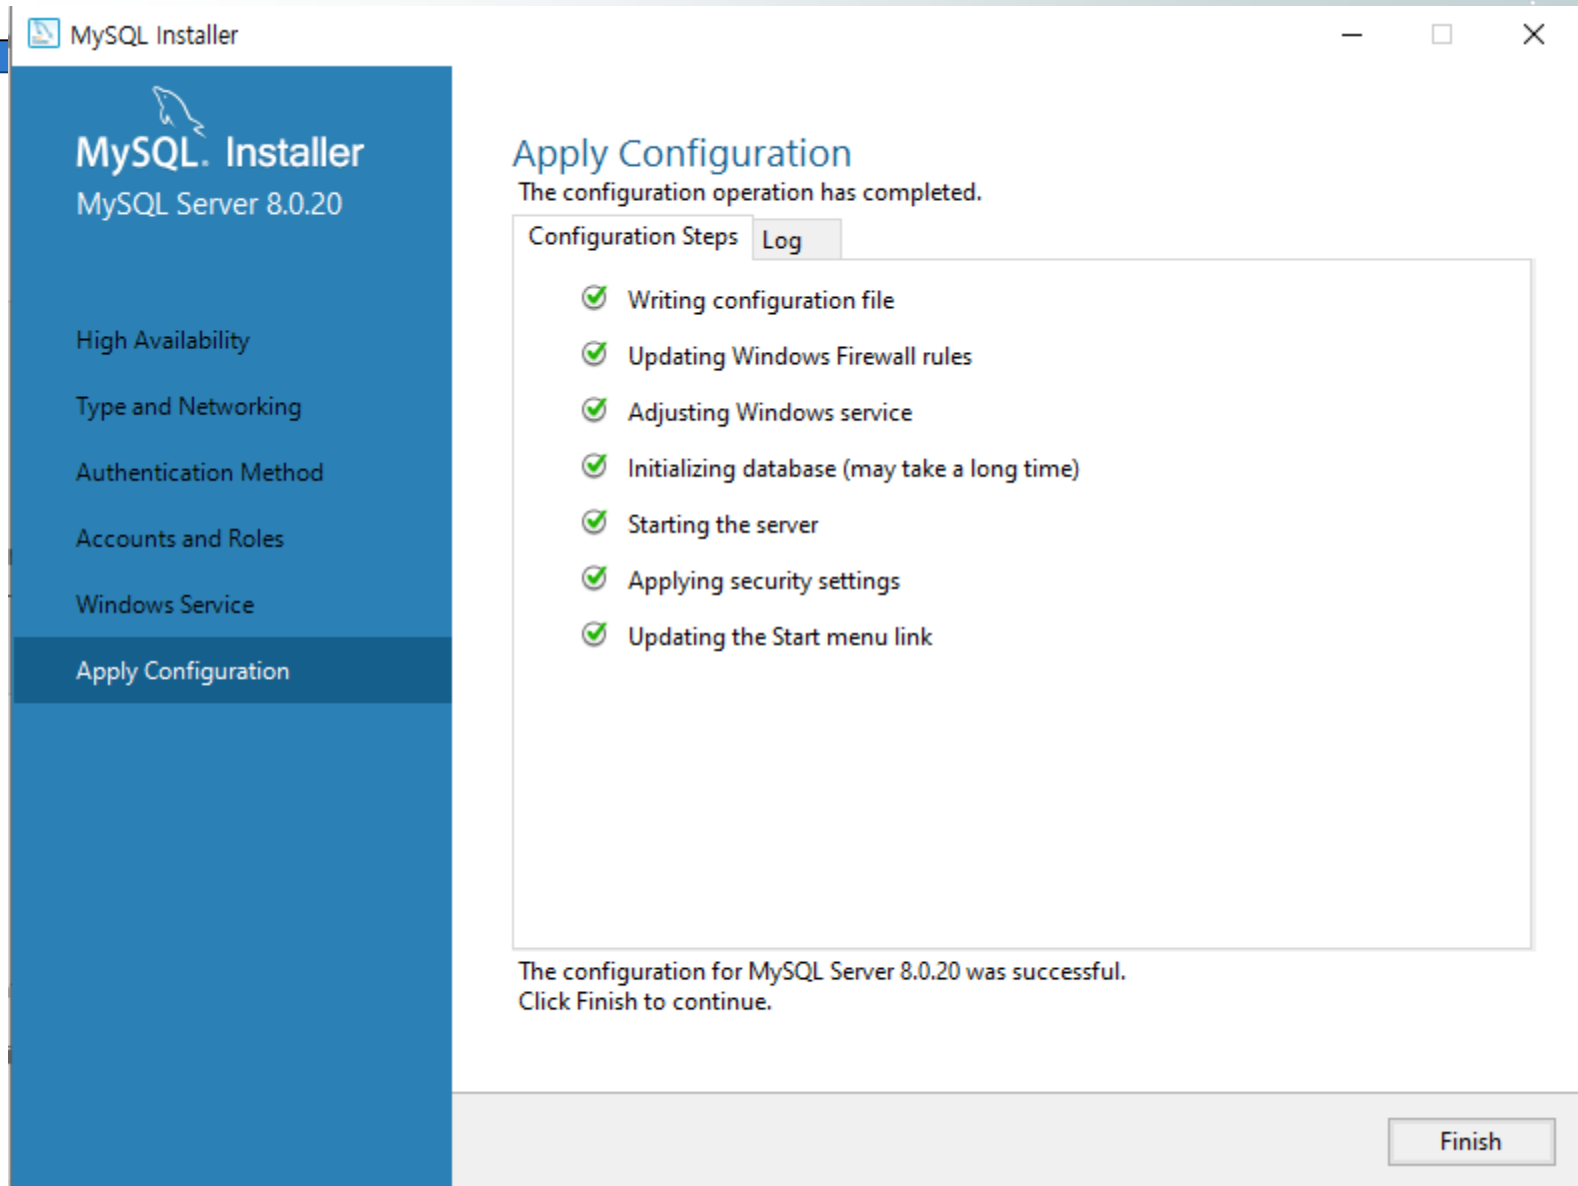 MySQL Installer
MySQL. Installer
MySQL Server 8.0.20
High Availability
Type and Networking
Authentication Method
Accounts and Roles
Windows Service
Apply Configuration
Apply Configuration
The configuration operation has completed.
Configuration Steps
Log
Writing configuration file
Updating Windows Firewall rules
Adjusting Windows service
Initializing database (may take a long time)
Starting the server
Applying security settings
Updating the Start menu link
The configuration for MySQL Server 8.0.20 was successful.
Click Finish to continue.
Finish